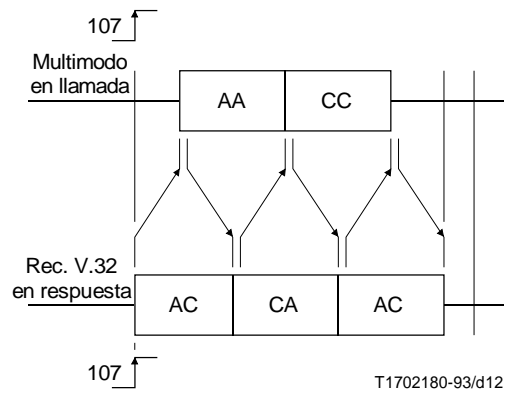 107
Multimodo
en llamada
AA CC
Rec. V.32
en respuesta
AC CA AC
107
T1702180-93/d12